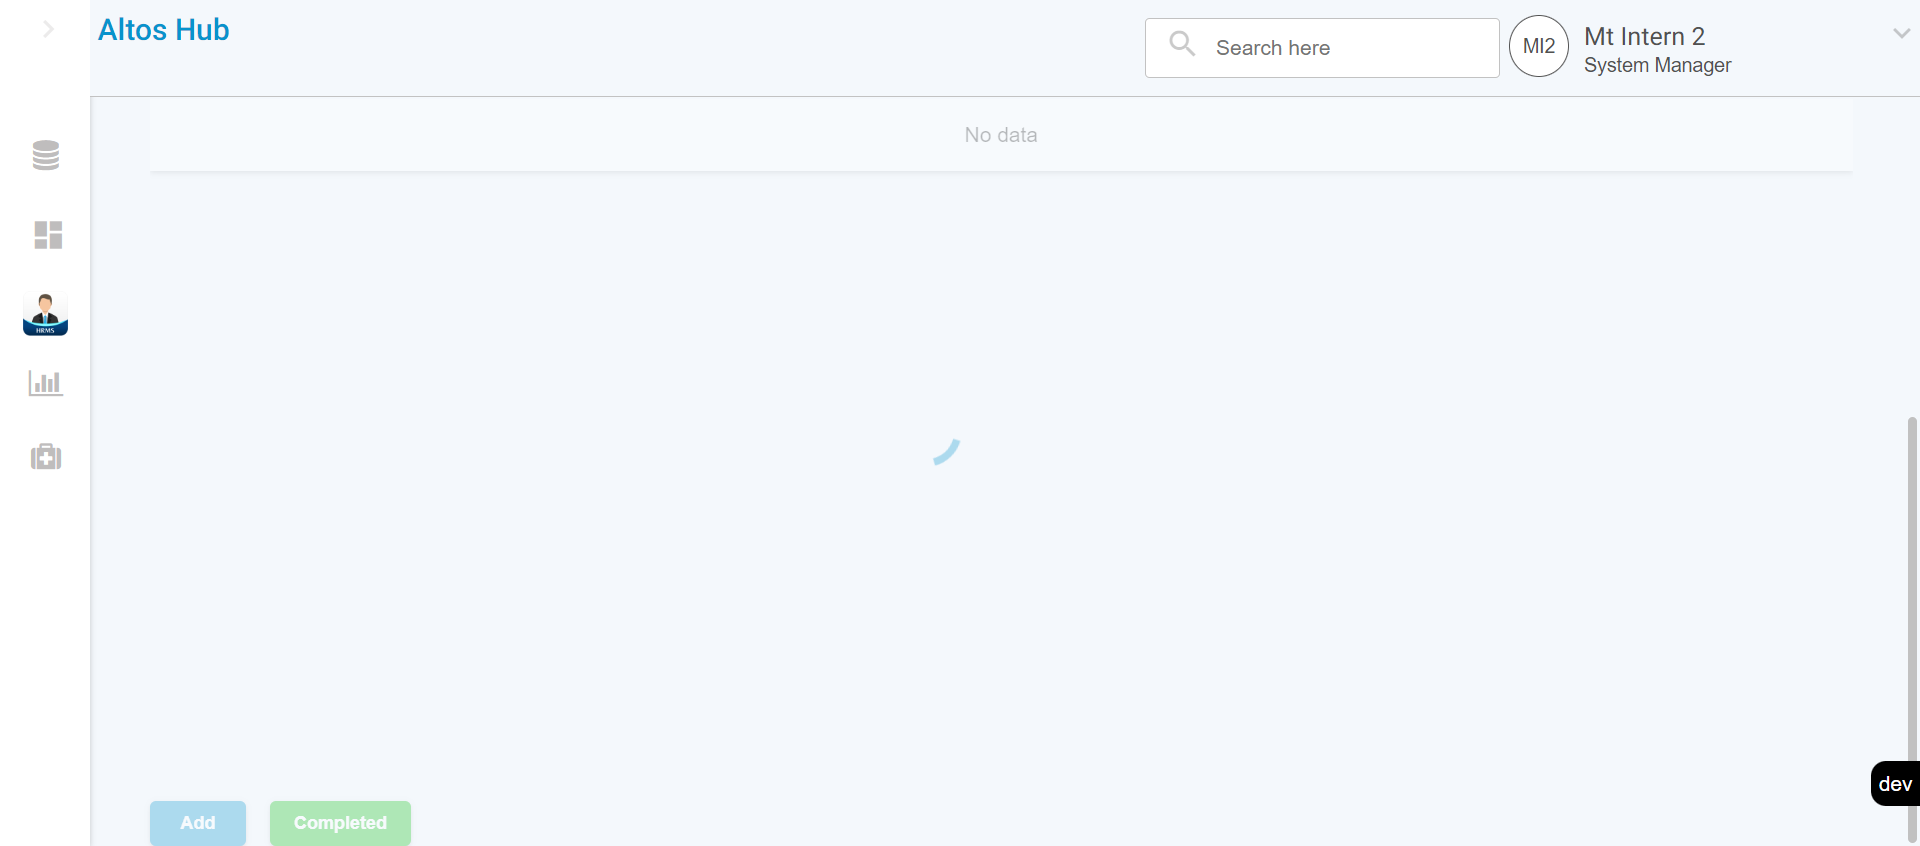 Altos Hub
Search here
MI2
Mt Intern 2
System Manager
No data
HRMS
dev
Add
Completed